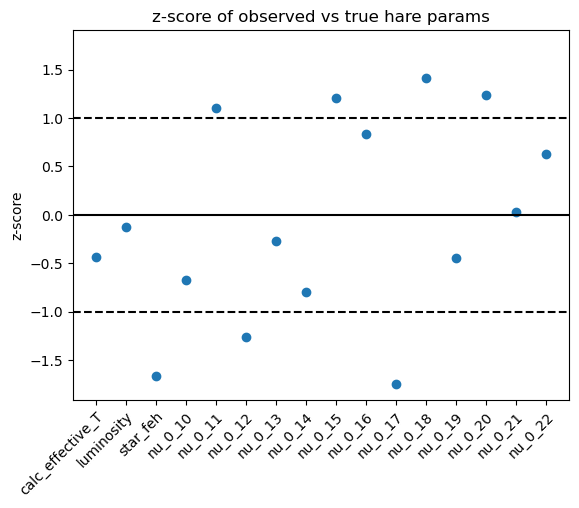 z-score of observed vs true hare params
z-score
1.5
1.0
0.5
0.0
−0.5
−1.0
−1.5
calc_effective_T
luminosity
star_feh
nu_0_10
nu_0_11
nu_0_12
nu_0_13
nu_0_14
nu_0_15
nu_0_16
nu_0_17
nu_0_18
nu_0_19
nu_0_20
nu_0_21
nu_0_22